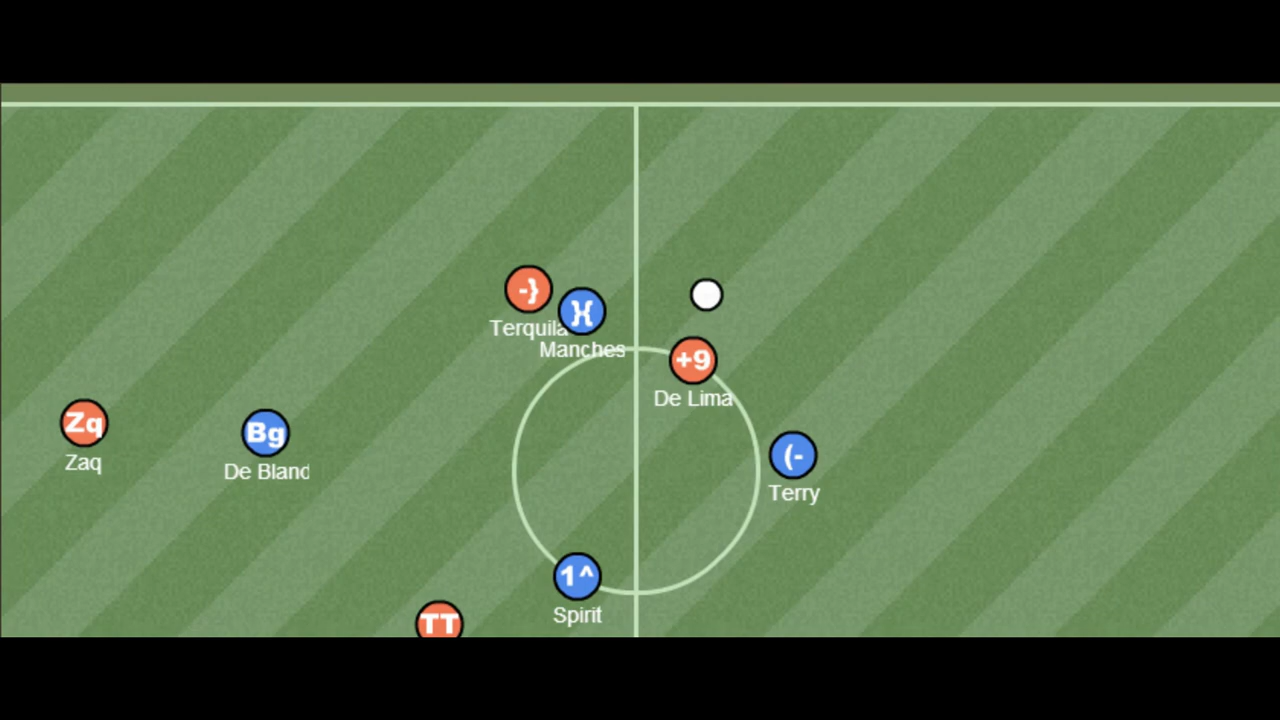 -}
Terquila
}{
Manches
+9
De Lima
Zq
Zaq
Bg
De Bland
(-
Terry
1^
Spirit
TT